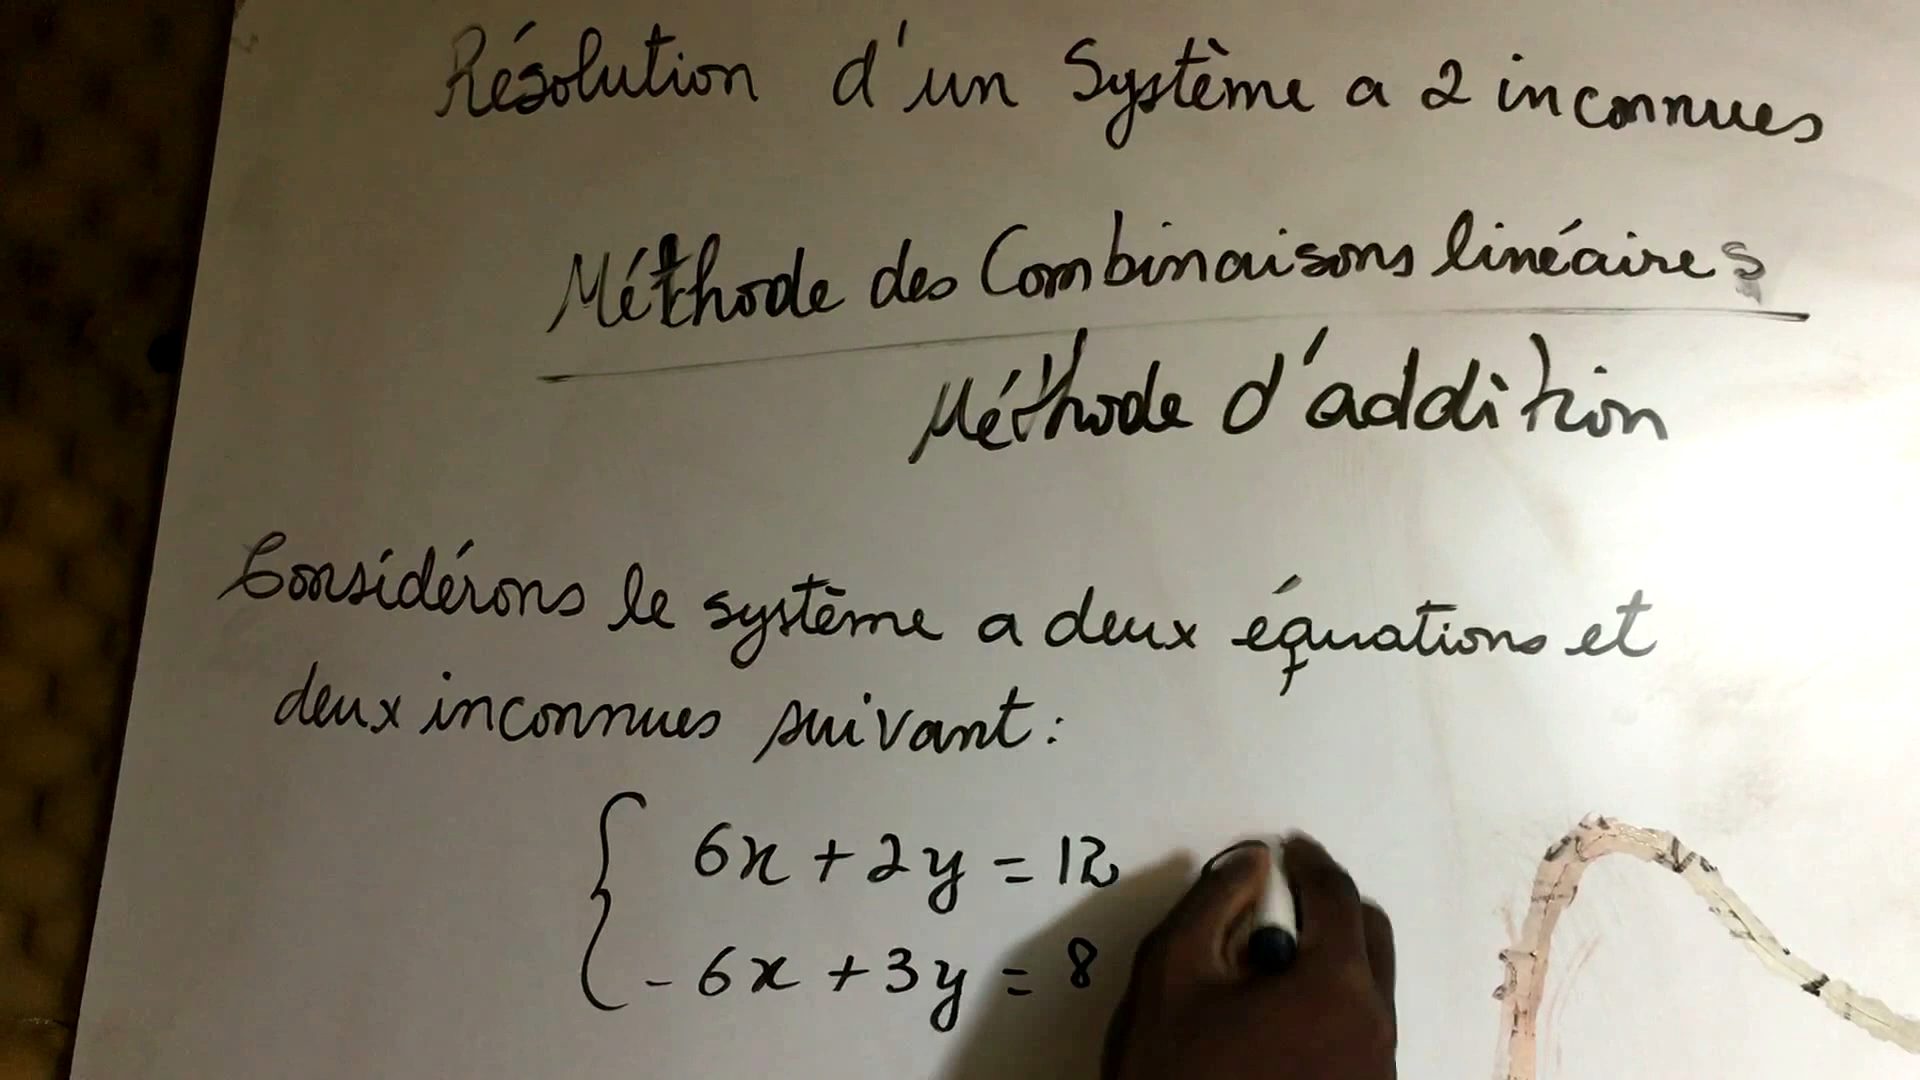 Résolution d'un Système a 2 inconnues
Méthode des Combinaisons linéaires
Méthode d'addition
Considérons le système a deux équations et
deux inconnues suivant :
6x + 2y = 12
- 6x + 3y = 8